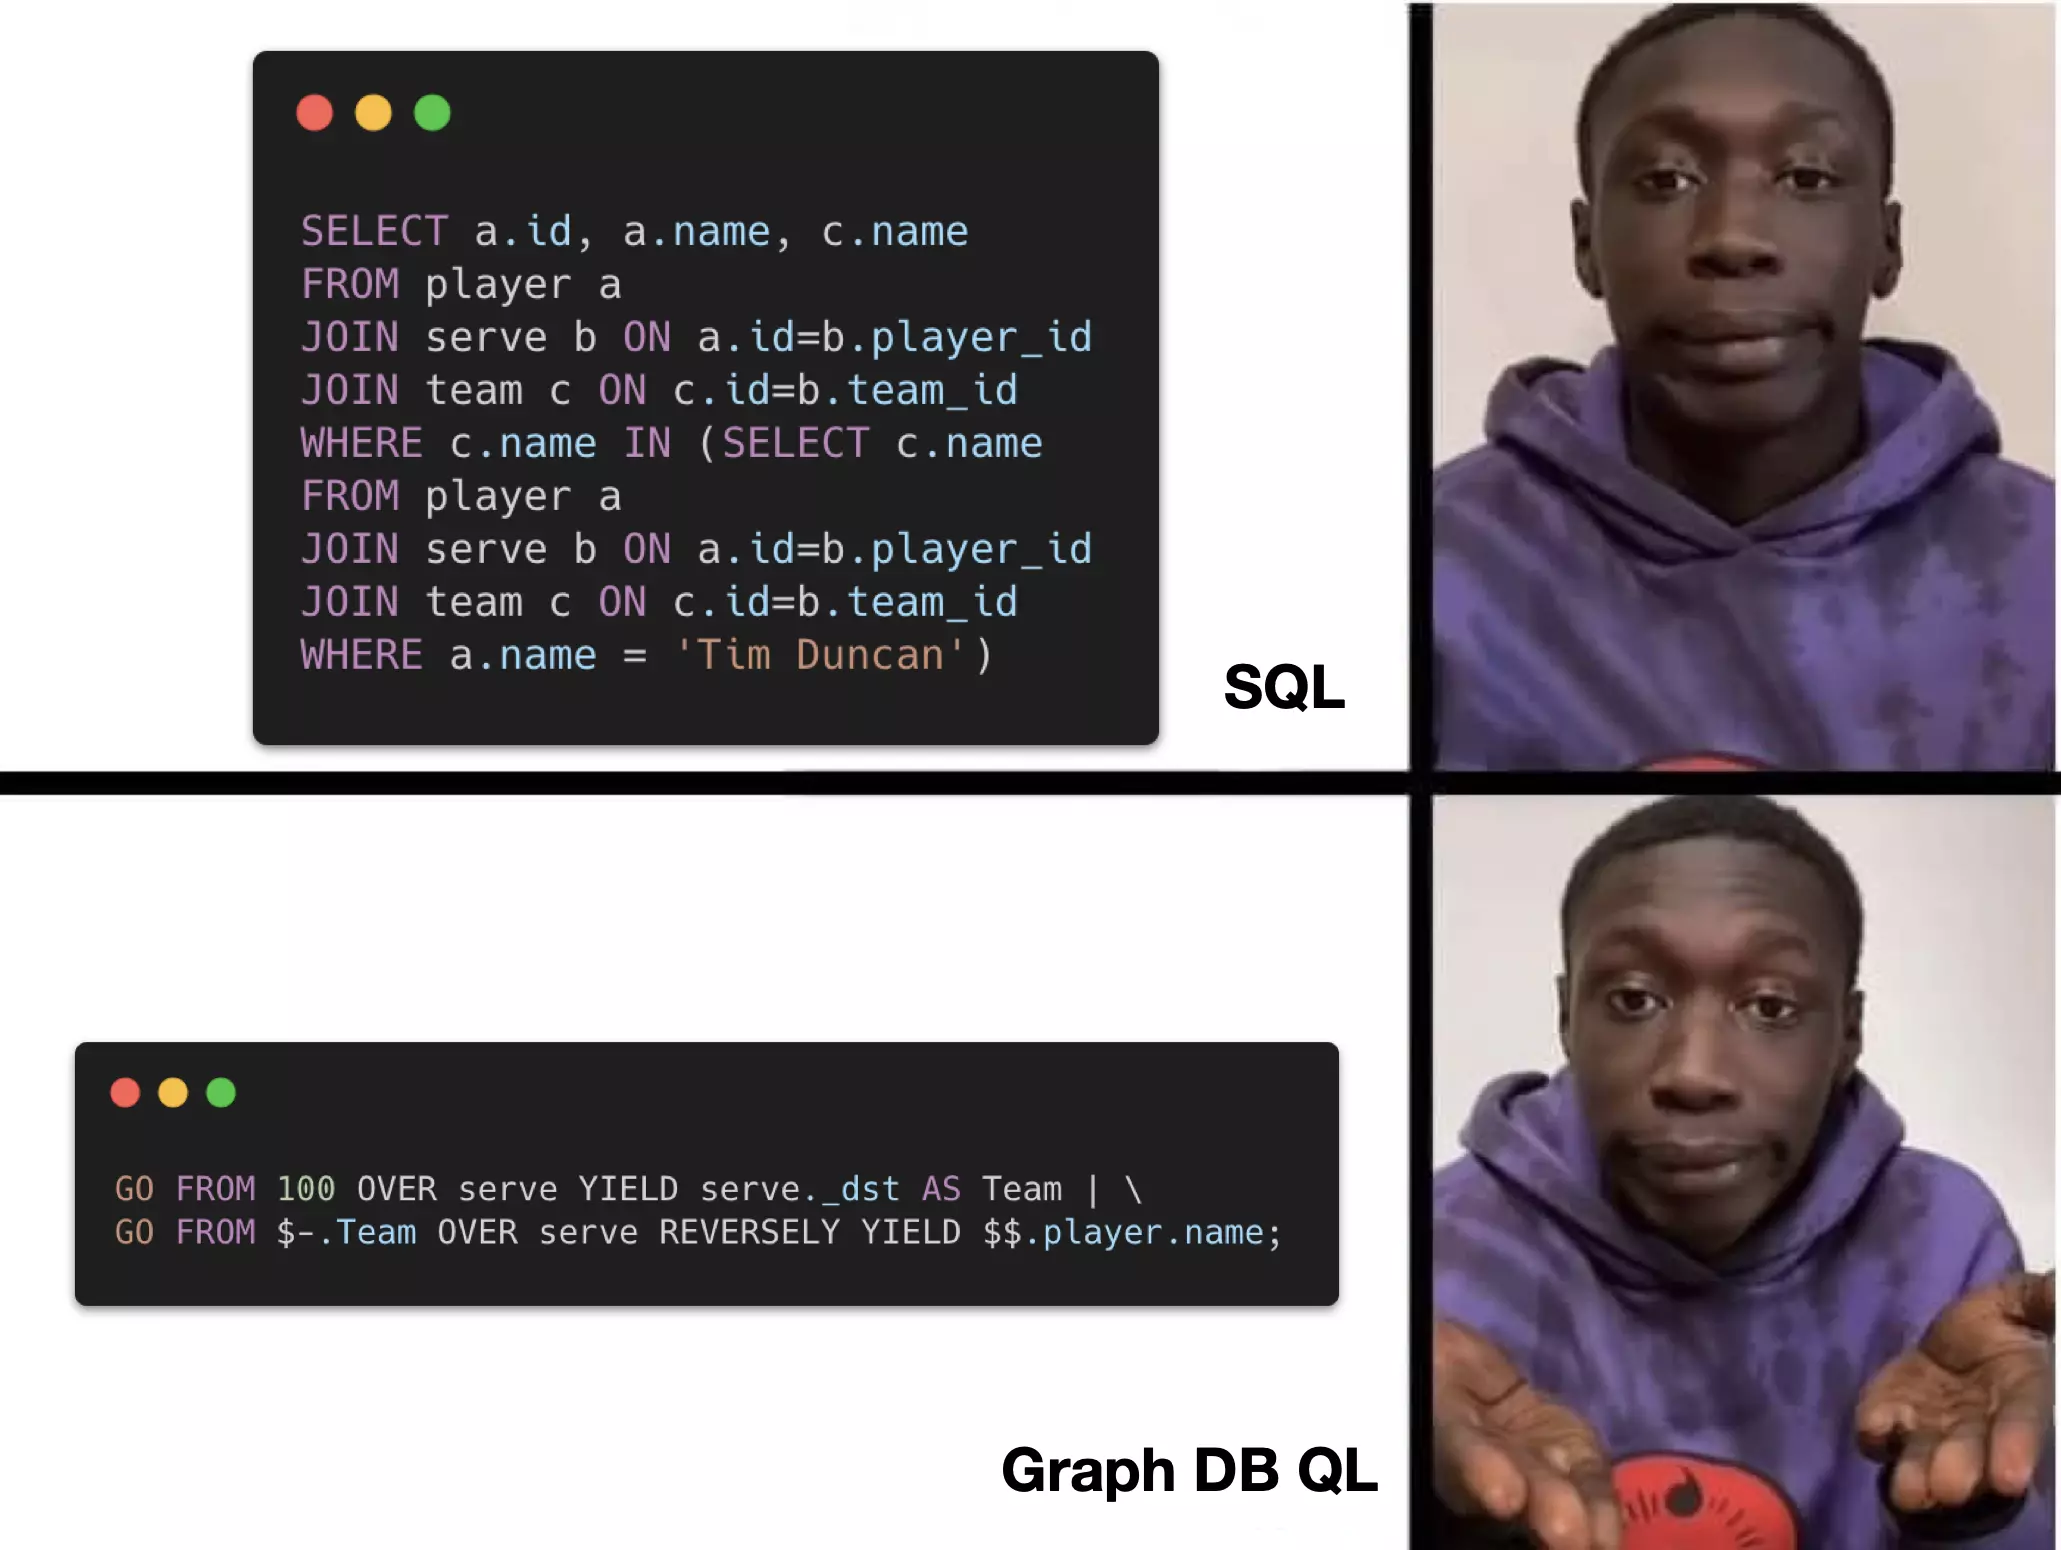 SELECT a.id, a.name, c.name
FROM player a
JOIN serve b ON a.id=b.player_id
JOIN team c ON c.id=b.team_id
WHERE c.name IN (SELECT c.name
FROM player a
JOIN serve b ON a.id=b.player_id
JOIN team c ON c.id=b.team_id
WHERE a.name = 'Tim Duncan')
SQL
GO FROM 100 OVER serve YIELD serve._dst AS Team | \
GO FROM $-.Team OVER serve REVERSELY YIELD $$.player.name;
Graph DB QL